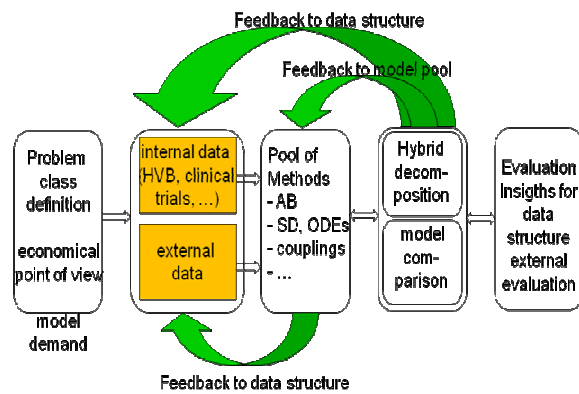 Feedback to data structure
Feedback to model pool
Problem
class
definition
economical
point of view
model
demand
internal data
(HVB, clinical
trials, ...)
external
data
Pool of
Methods
- AB
- SD, ODEs
- couplings
- ...
Hybrid
decom-
position
model
com-
parison
Evaluation
Insigths for
data
structure
external
evaluation
Feedback to data structure